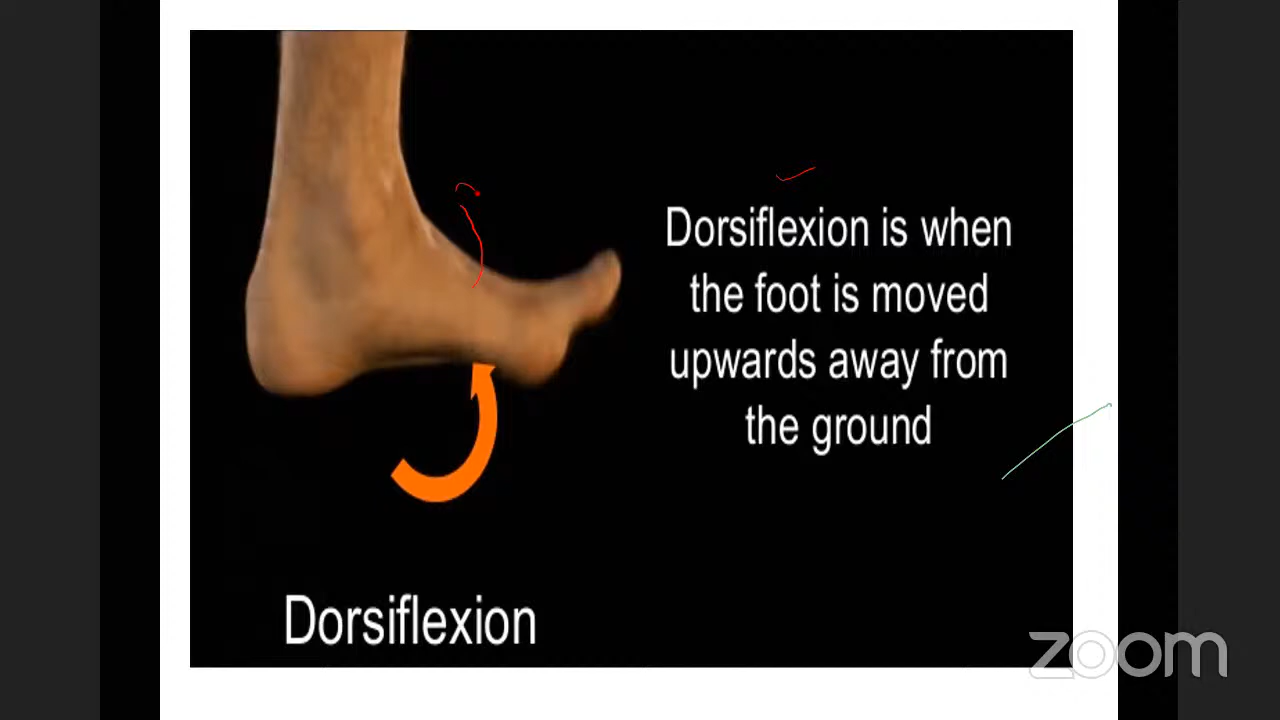 Dorsiflexion is when
the foot is moved
upwards away from
the ground
Dorsiflexion
zoom